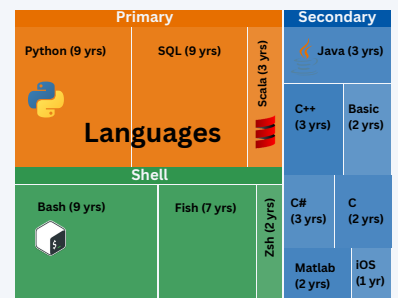 Primary
Python (9 yrs)
SQL (9 yrs)
Scala (3 yrs)
Languages
Shell
Bash (9 yrs)
$_
Fish (7 yrs)
Zsh (2 yrs)
Secondary
Java (3 yrs)
C++
(3 yrs)
Basic
(2 yrs)
C#
(3 yrs)
C
(2 yrs)
Matlab
(2 yrs)
iOS
(1 yr)